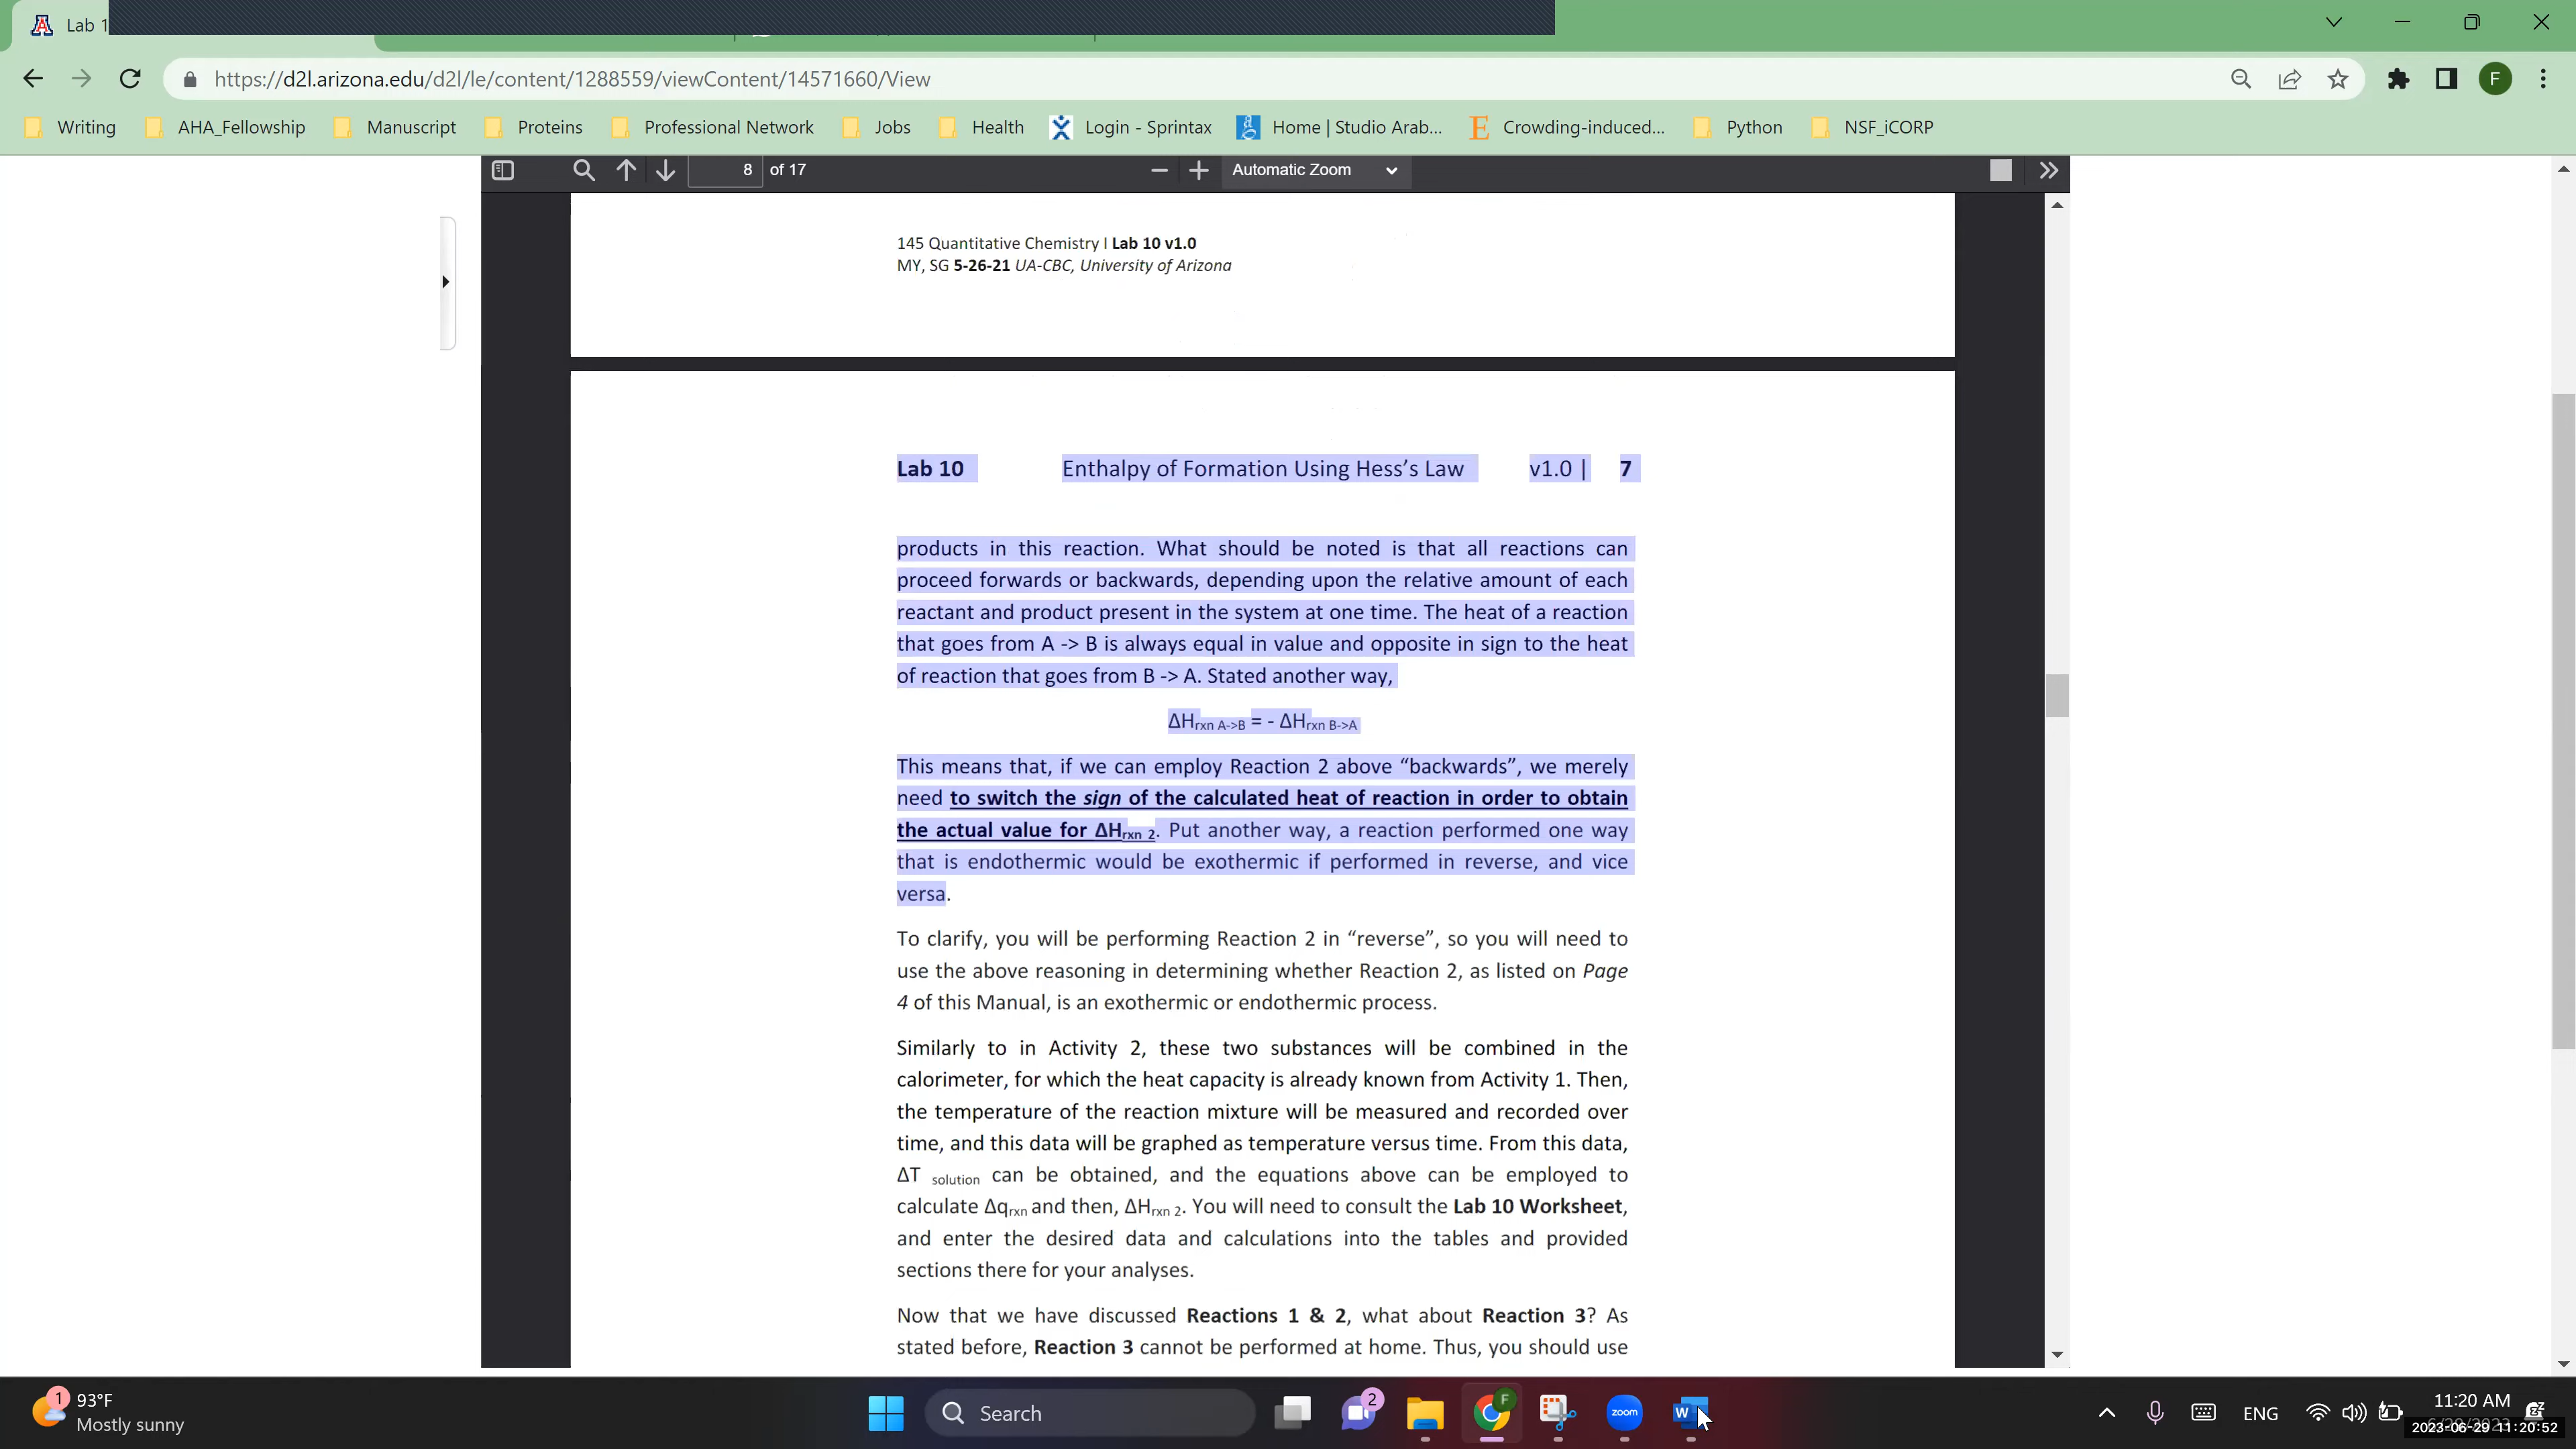 Lab 1
https://d2l.arizona.edu/d2l/le/content/1288559/viewContent/14571660/View
F
Writing AHA_Fellowship Manuscript Proteins Professional Network Jobs Health Login - Sprintax Home | Studio Arab... Crowding-induced... Python NSF_iCORP
8 of 17 Automatic Zoom
145 Quantitative Chemistry I Lab 10 v1.0
MY, SG 5-26-21 UA-CBC, University of Arizona
Lab 10 Enthalpy of Formation Using Hess’s Law v1.0 | 7
products in this reaction. What should be noted is that all reactions can
proceed forwards or backwards, depending upon the relative amount of each
reactant and product present in the system at one time. The heat of a reaction
that goes from A -> B is always equal in value and opposite in sign to the heat
of reaction that goes from B -> A. Stated another way,
ΔHrxn A->B = - ΔHrxn B->A
This means that, if we can employ Reaction 2 above “backwards”, we merely
need to switch the sign of the calculated heat of reaction in order to obtain
the actual value for ΔHrxn 2. Put another way, a reaction performed one way
that is endothermic would be exothermic if performed in reverse, and vice
versa.
To clarify, you will be performing Reaction 2 in “reverse”, so you will need to
use the above reasoning in determining whether Reaction 2, as listed on Page
4 of this Manual, is an exothermic or endothermic process.
Similarly to in Activity 2, these two substances will be combined in the
calorimeter, for which the heat capacity is already known from Activity 1. Then,
the temperature of the reaction mixture will be measured and recorded over
time, and this data will be graphed as temperature versus time. From this data,
ΔT solution can be obtained, and the equations above can be employed to
calculate Δqrxn and then, ΔHrxn 2. You will need to consult the Lab 10 Worksheet,
and enter the desired data and calculations into the tables and provided
sections there for your analyses.
Now that we have discussed Reactions 1 & 2, what about Reaction 3? As
stated before, Reaction 3 cannot be performed at home. Thus, you should use
1 93°F
Mostly sunny
Search
2
F
zoom
W
ENG
11:20 AM
2023-06-29 11:20:52